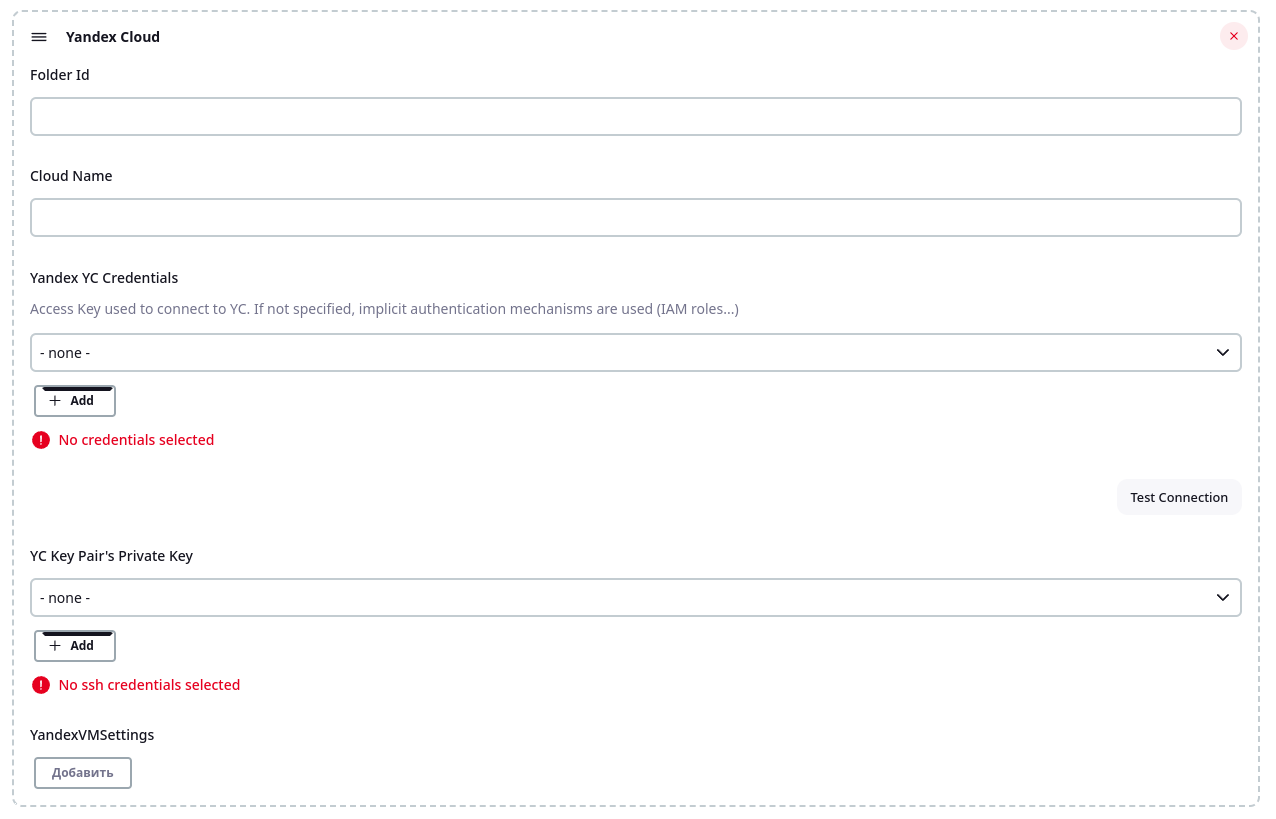 Yandex Cloud
Folder Id
Cloud Name
Yandex YC Credentials
Access Key used to connect to YC. If not specified, implicit authentication mechanisms are used (IAM roles...)
- none -
Add
No credentials selected
Test Connection
YC Key Pair's Private Key
- none -
Add
No ssh credentials selected
YandexVMSettings
Добавить